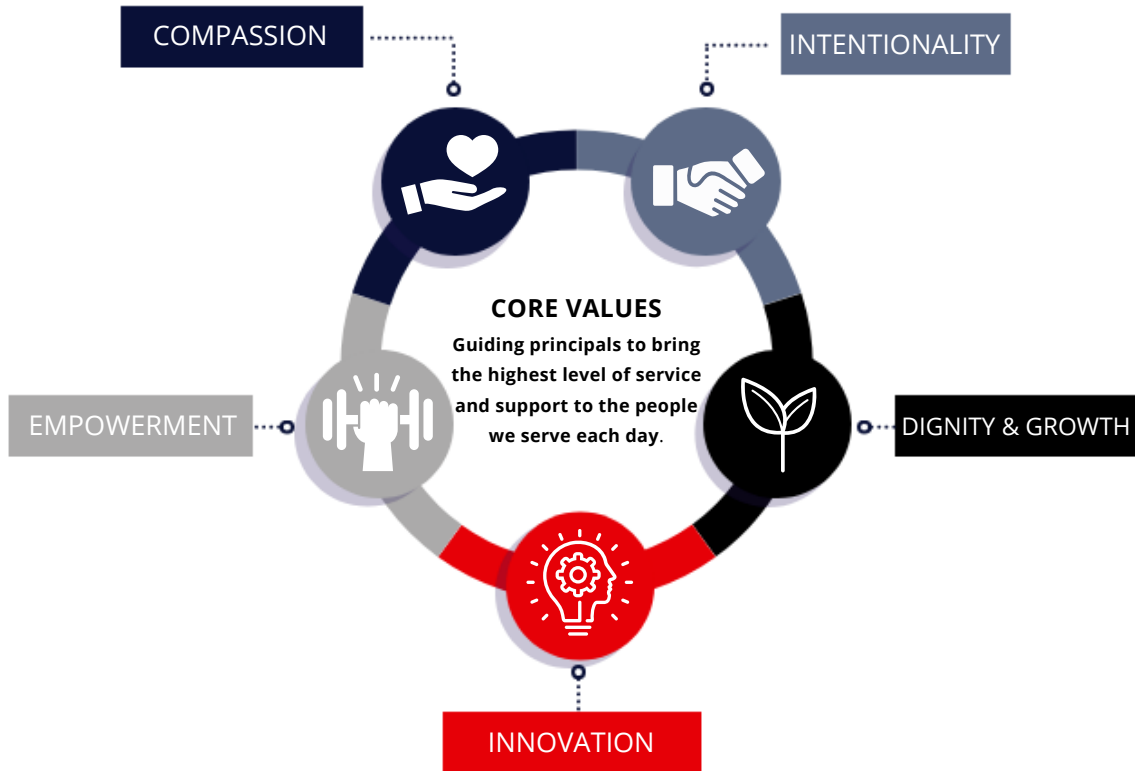 COMPASSION
INTENTIONALITY
CORE VALUES
Guiding principals to bring
the highest level of service
and support to the people
we serve each day.
EMPOWERMENT
DIGNITY & GROWTH
INNOVATION